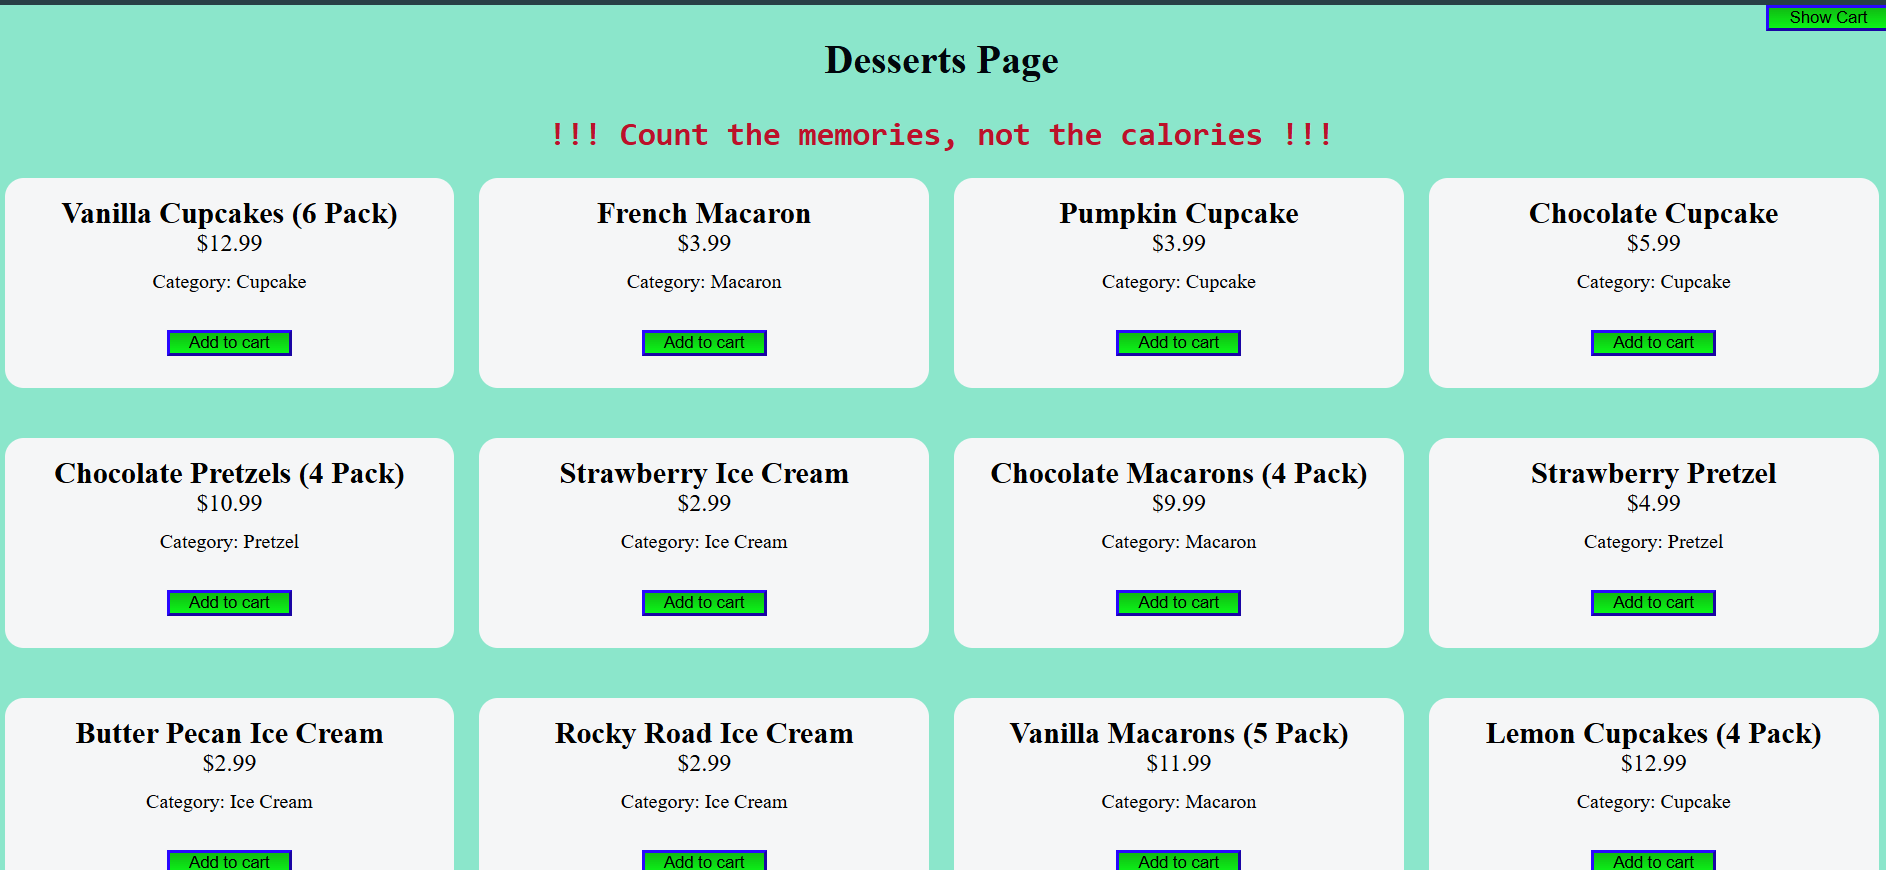 Show Cart
Desserts Page
!!! Count the memories, not the calories !!!
Vanilla Cupcakes (6 Pack)
$12.99
Category: Cupcake
Add to cart
French Macaron
$3.99
Category: Macaron
Add to cart
Pumpkin Cupcake
$3.99
Category: Cupcake
Add to cart
Chocolate Cupcake
$5.99
Category: Cupcake
Add to cart
Chocolate Pretzels (4 Pack)
$10.99
Category: Pretzel
Add to cart
Strawberry Ice Cream
$2.99
Category: Ice Cream
Add to cart
Chocolate Macarons (4 Pack)
$9.99
Category: Macaron
Add to cart
Strawberry Pretzel
$4.99
Category: Pretzel
Add to cart
Butter Pecan Ice Cream
$2.99
Category: Ice Cream
Add to cart
Rocky Road Ice Cream
$2.99
Category: Ice Cream
Add to cart
Vanilla Macarons (5 Pack)
$11.99
Category: Macaron
Add to cart
Lemon Cupcakes (4 Pack)
$12.99
Category: Cupcake
Add to cart